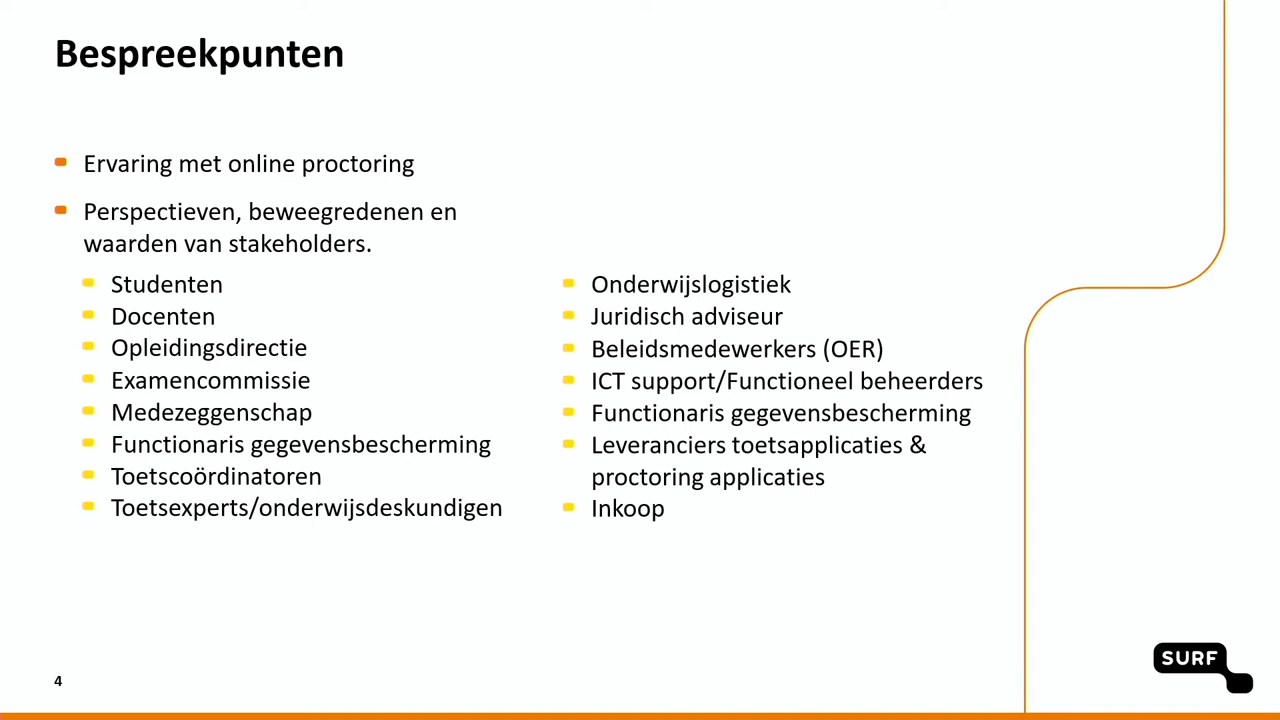 Bespreekpunten
Ervaring met online proctoring
Perspectieven, beweegredenen en
waarden van stakeholders.
Studenten
Docenten
Opleidingsdirectie
Examencommissie
Medezeggenschap
Functionaris gegevensbescherming
Toetscoördinatoren
Toetsexperts/onderwijsdeskundigen
Onderwijslogistiek
Juridisch adviseur
Beleidsmedewerkers (OER)
ICT support/Functioneel beheerders
Functionaris gegevensbescherming
Leveranciers toetsapplicaties &
proctoring applicaties
Inkoop
4
SURF